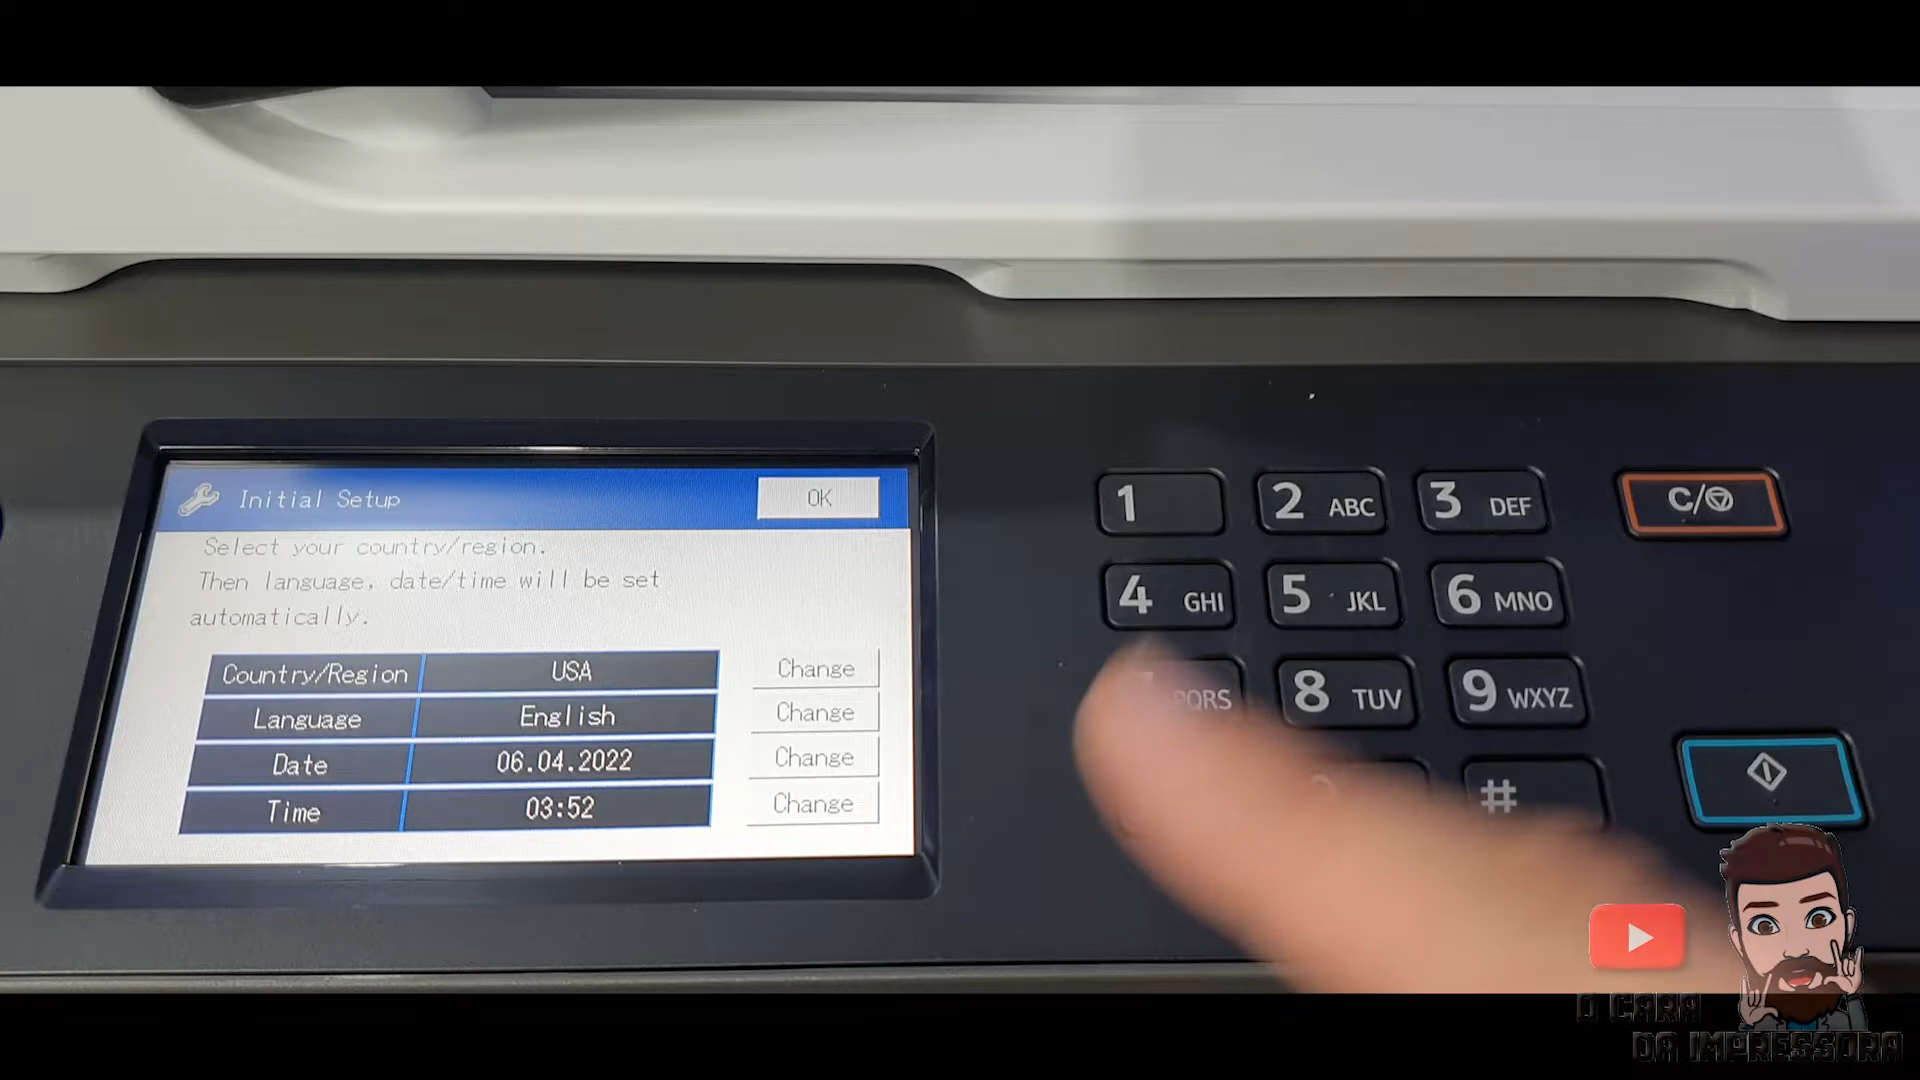 Initial Setup
OK
Select your country/region.
Then language, date/time will be set
automatically.
Country/Region USA Change
Language English Change
Date 06.04.2022 Change
Time 03:52 Change
1
2 ABC
3 DEF
C/
4 GHI
5 JKL
6 MNO
PQRS
8 TUV
9 WXYZ
#
O CARA
DA IMPRESSORA